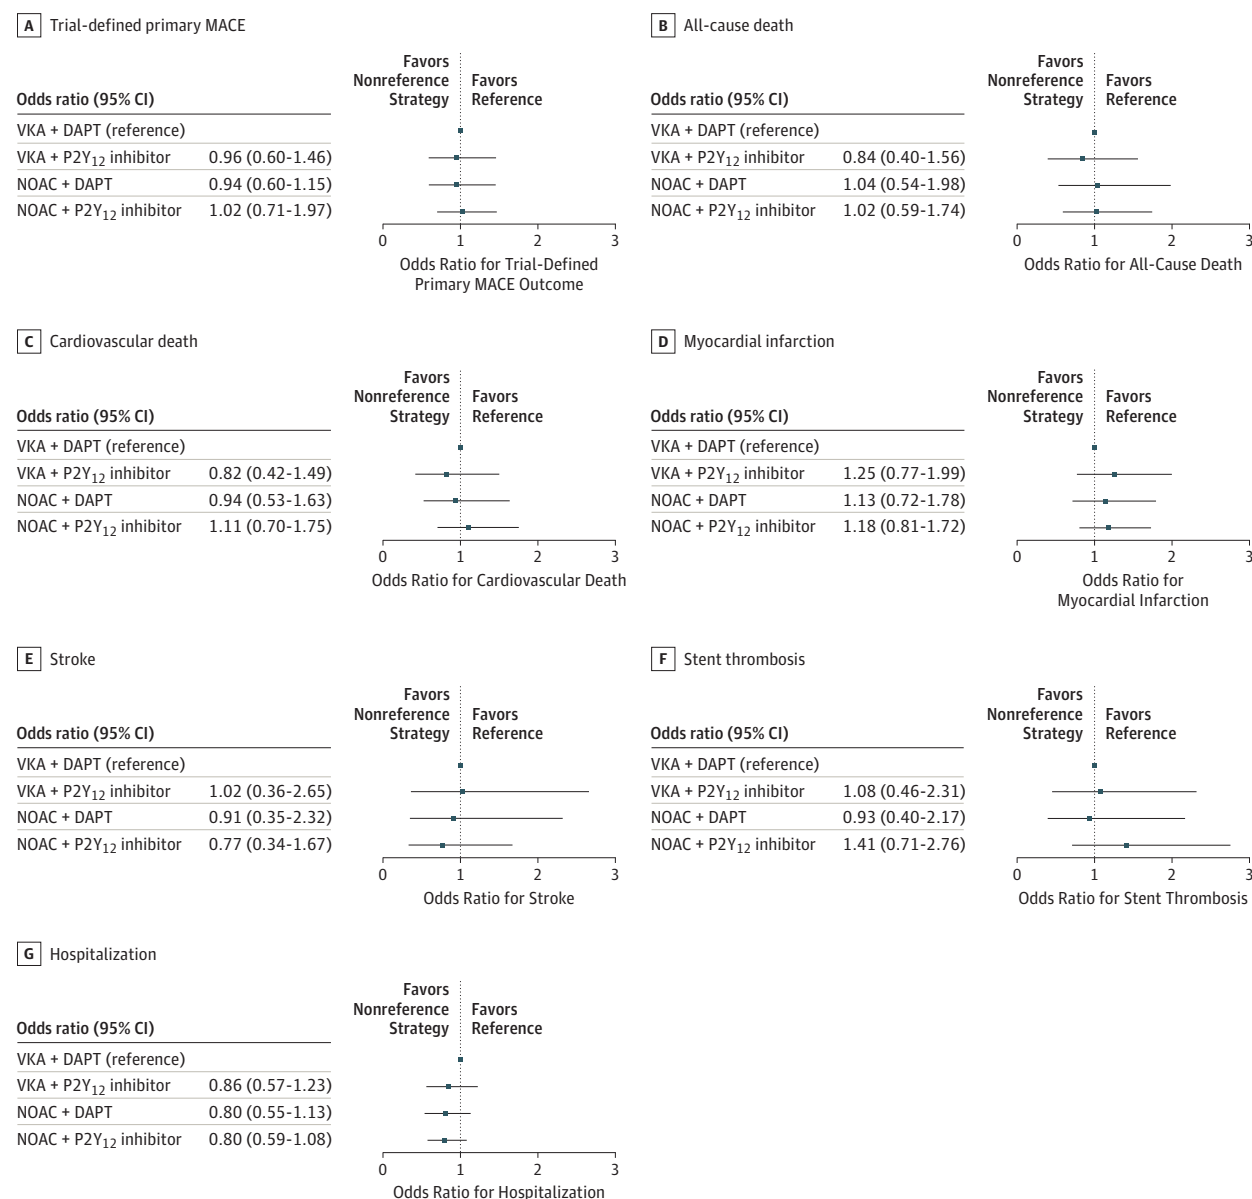 A Trial-defined primary MACE
Favors
Nonreference
Strategy
Favors
Reference
Odds ratio (95% CI)
VKA + DAPT (reference)
VKA + P2Y12 inhibitor 0.96 (0.60-1.46)
NOAC + DAPT 0.94 (0.60-1.15)
NOAC + P2Y12 inhibitor 1.02 (0.71-1.97)
0 1 2 3
Odds Ratio for Trial-Defined
Primary MACE Outcome
B All-cause death
Favors
Nonreference
Strategy
Favors
Reference
Odds ratio (95% CI)
VKA + DAPT (reference)
VKA + P2Y12 inhibitor 0.84 (0.40-1.56)
NOAC + DAPT 1.04 (0.54-1.98)
NOAC + P2Y12 inhibitor 1.02 (0.59-1.74)
0 1 2 3
Odds Ratio for All-Cause Death
C Cardiovascular death
Favors
Nonreference
Strategy
Favors
Reference
Odds ratio (95% CI)
VKA + DAPT (reference)
VKA + P2Y12 inhibitor 0.82 (0.42-1.49)
NOAC + DAPT 0.94 (0.53-1.63)
NOAC + P2Y12 inhibitor 1.11 (0.70-1.75)
0 1 2 3
Odds Ratio for Cardiovascular Death
D Myocardial infarction
Favors
Nonreference
Strategy
Favors
Reference
Odds ratio (95% CI)
VKA + DAPT (reference)
VKA + P2Y12 inhibitor 1.25 (0.77-1.99)
NOAC + DAPT 1.13 (0.72-1.78)
NOAC + P2Y12 inhibitor 1.18 (0.81-1.72)
0 1 2 3
Odds Ratio for
Myocardial Infarction
E Stroke
Favors
Nonreference
Strategy
Favors
Reference
Odds ratio (95% CI)
VKA + DAPT (reference)
VKA + P2Y12 inhibitor 1.02 (0.36-2.65)
NOAC + DAPT 0.91 (0.35-2.32)
NOAC + P2Y12 inhibitor 0.77 (0.34-1.67)
0 1 2 3
Odds Ratio for Stroke
F Stent thrombosis
Favors
Nonreference
Strategy
Favors
Reference
Odds ratio (95% CI)
VKA + DAPT (reference)
VKA + P2Y12 inhibitor 1.08 (0.46-2.31)
NOAC + DAPT 0.93 (0.40-2.17)
NOAC + P2Y12 inhibitor 1.41 (0.71-2.76)
0 1 2 3
Odds Ratio for Stent Thrombosis
G Hospitalization
Favors
Nonreference
Strategy
Favors
Reference
Odds ratio (95% CI)
VKA + DAPT (reference)
VKA + P2Y12 inhibitor 0.86 (0.57-1.23)
NOAC + DAPT 0.80 (0.55-1.13)
NOAC + P2Y12 inhibitor 0.80 (0.59-1.08)
0 1 2 3
Odds Ratio for Hospitalization